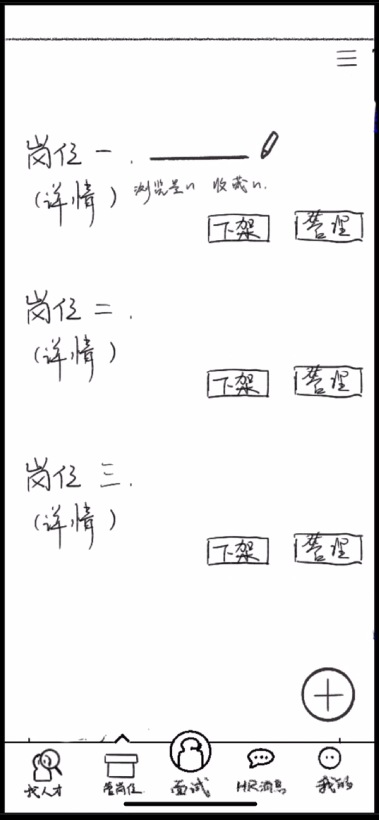 岗位一.
(详情) 浏览量n 收藏n.
下架 管理
岗位二.
(详情)
下架 管理
岗位三.
(详情)
下架 管理
找人才 管岗位 面试 HR消息 我的